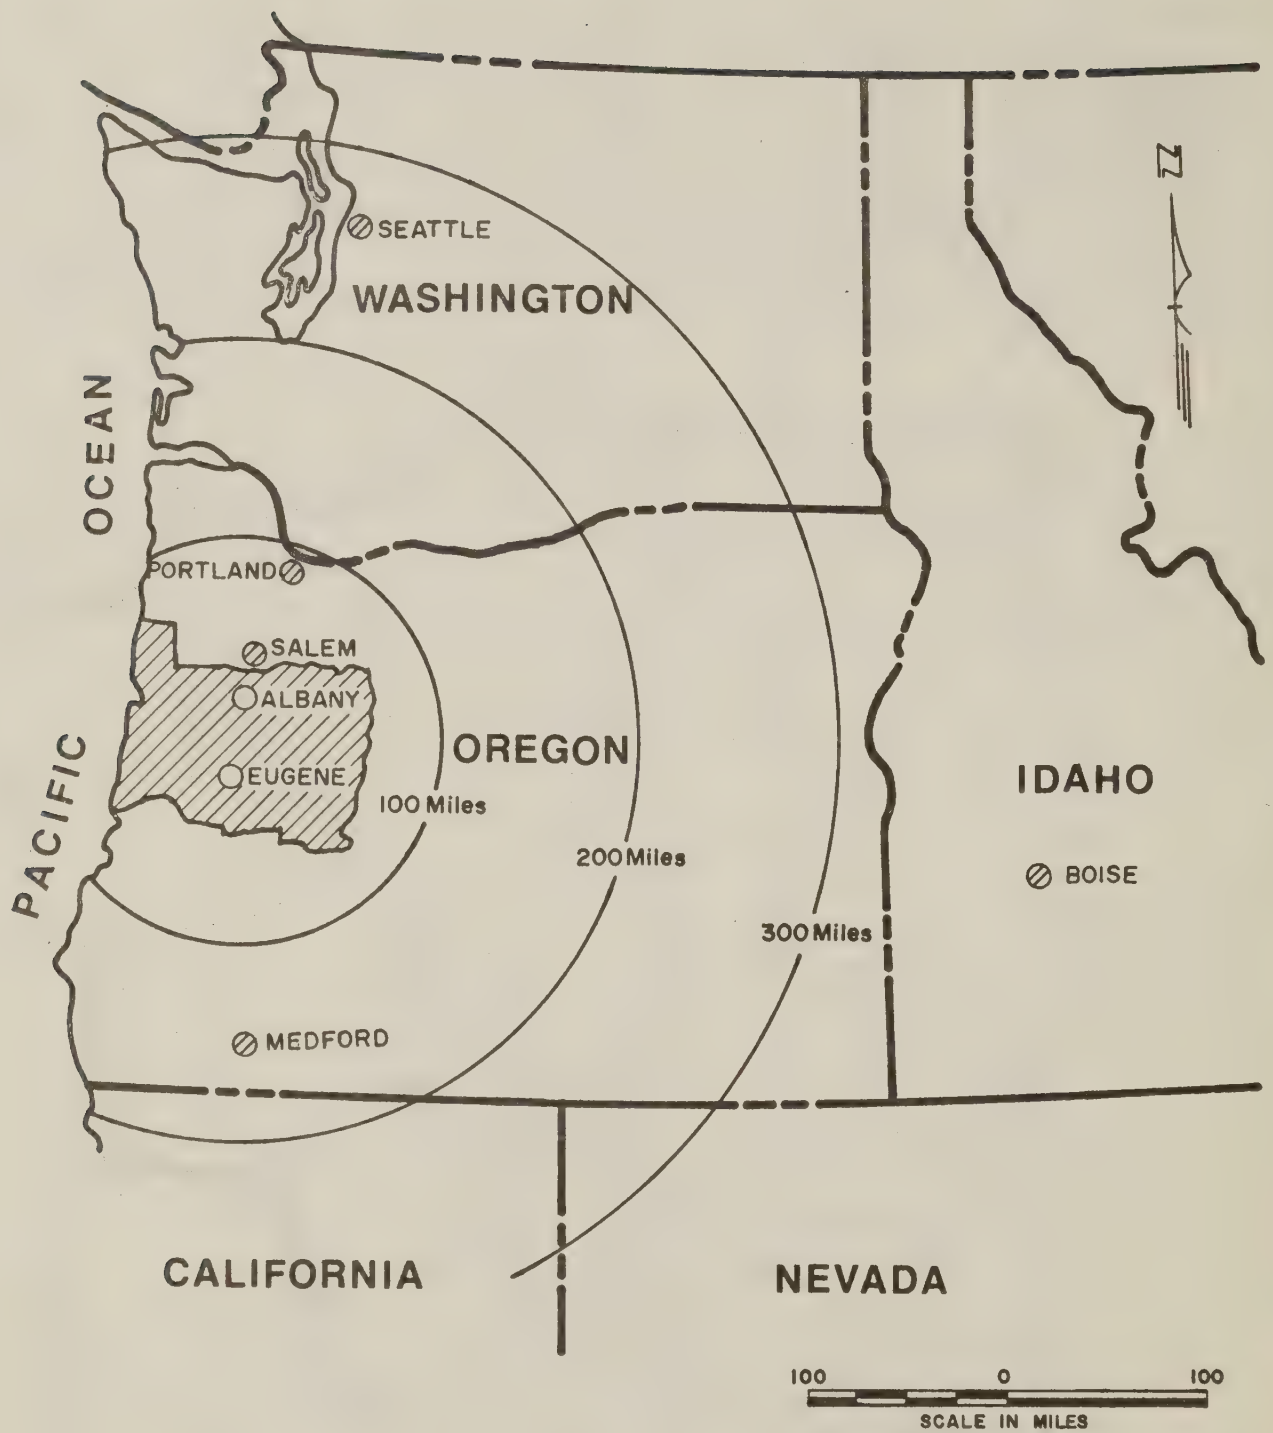 N
SEATTLE
WASHINGTON
OCEAN
PORTLAND
SALEM
ALBANY
PACIFIC
OREGON
EUGENE
IDAHO
100 Miles
200 Miles
BOISE
300 Miles
MEDFORD
CALIFORNIA
NEVADA
100 0 100
SCALE IN MILES